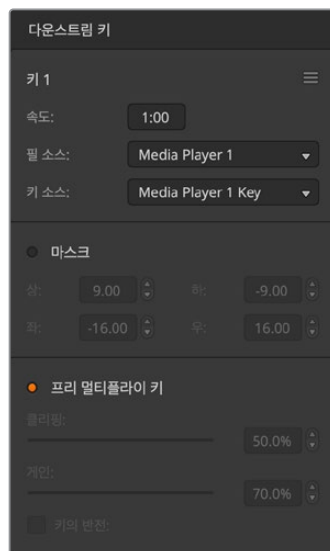 다운스트림 키
키 1
속도: 1:00
필 소스: Media Player 1
키 소스: Media Player 1 Key
마스크
상: 9.00 하: -9.00
좌: -16.00 우: 16.00
프리 멀티플라이 키
클리핑:
50.0%
게인:
70.0%
키의 반전: